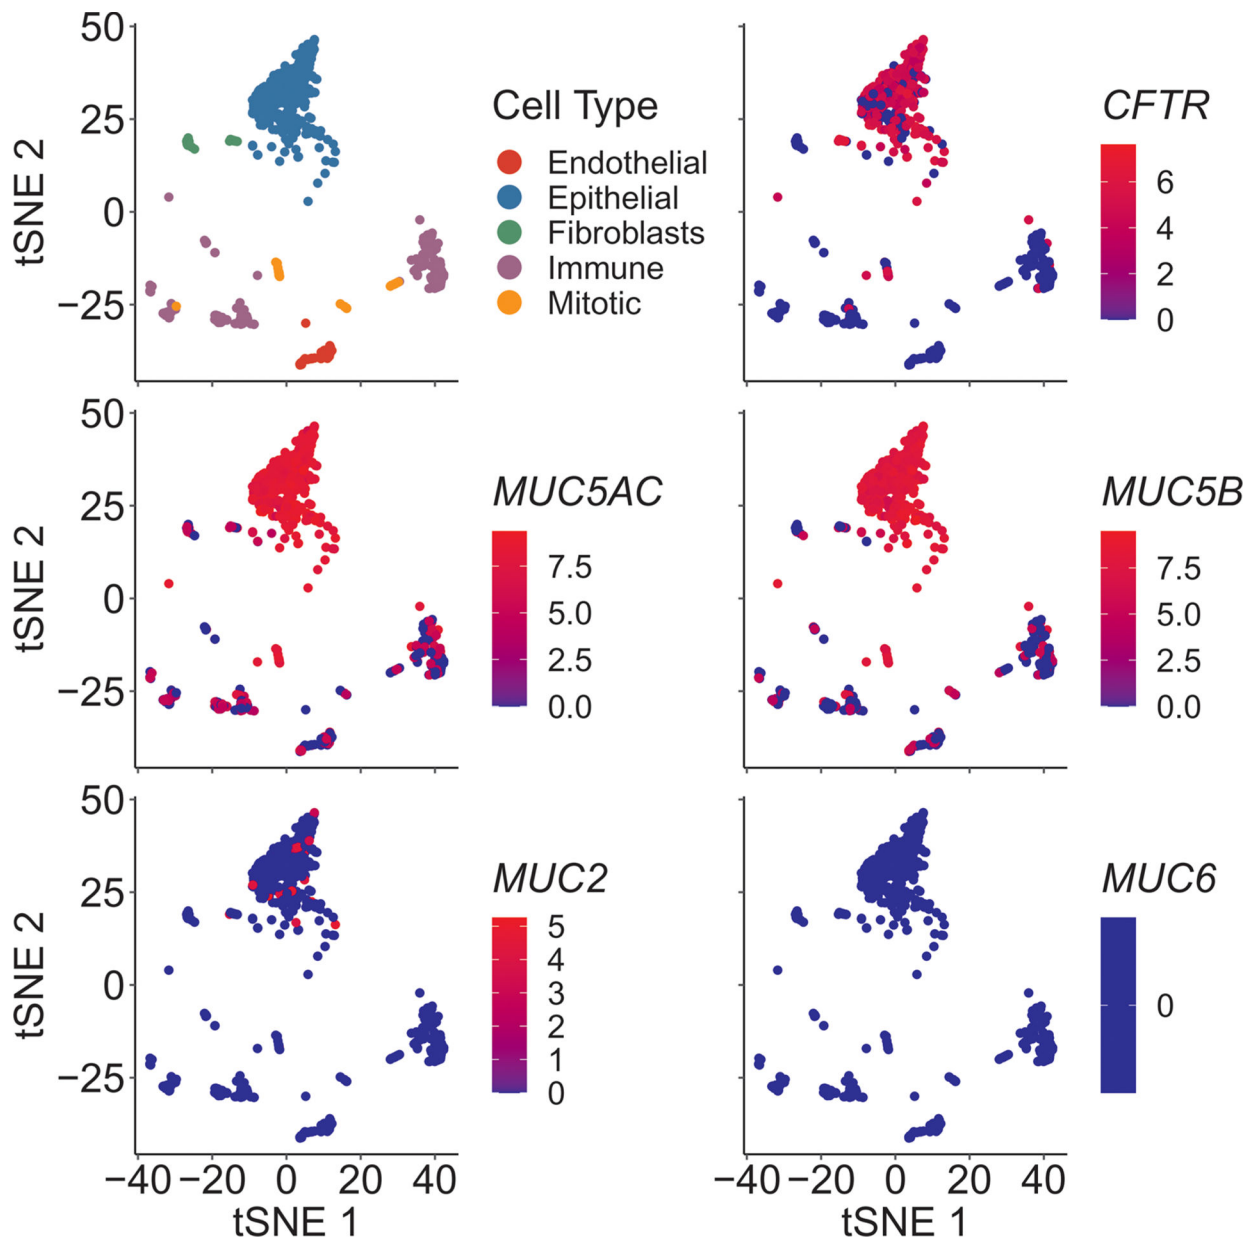 50
25
0
−25
tSNE 2
Cell Type
Endothelial
Epithelial
Fibroblasts
Immune
Mitotic
CFTR
6
4
2
0
50
25
0
−25
tSNE 2
MUC5AC
7.5
5.0
2.5
0.0
MUC5B
7.5
5.0
2.5
0.0
50
25
0
−25
tSNE 2
MUC2
5
4
3
2
1
0
MUC6
0
−40 −20 0 20 40
tSNE 1
−40 −20 0 20 40
tSNE 1